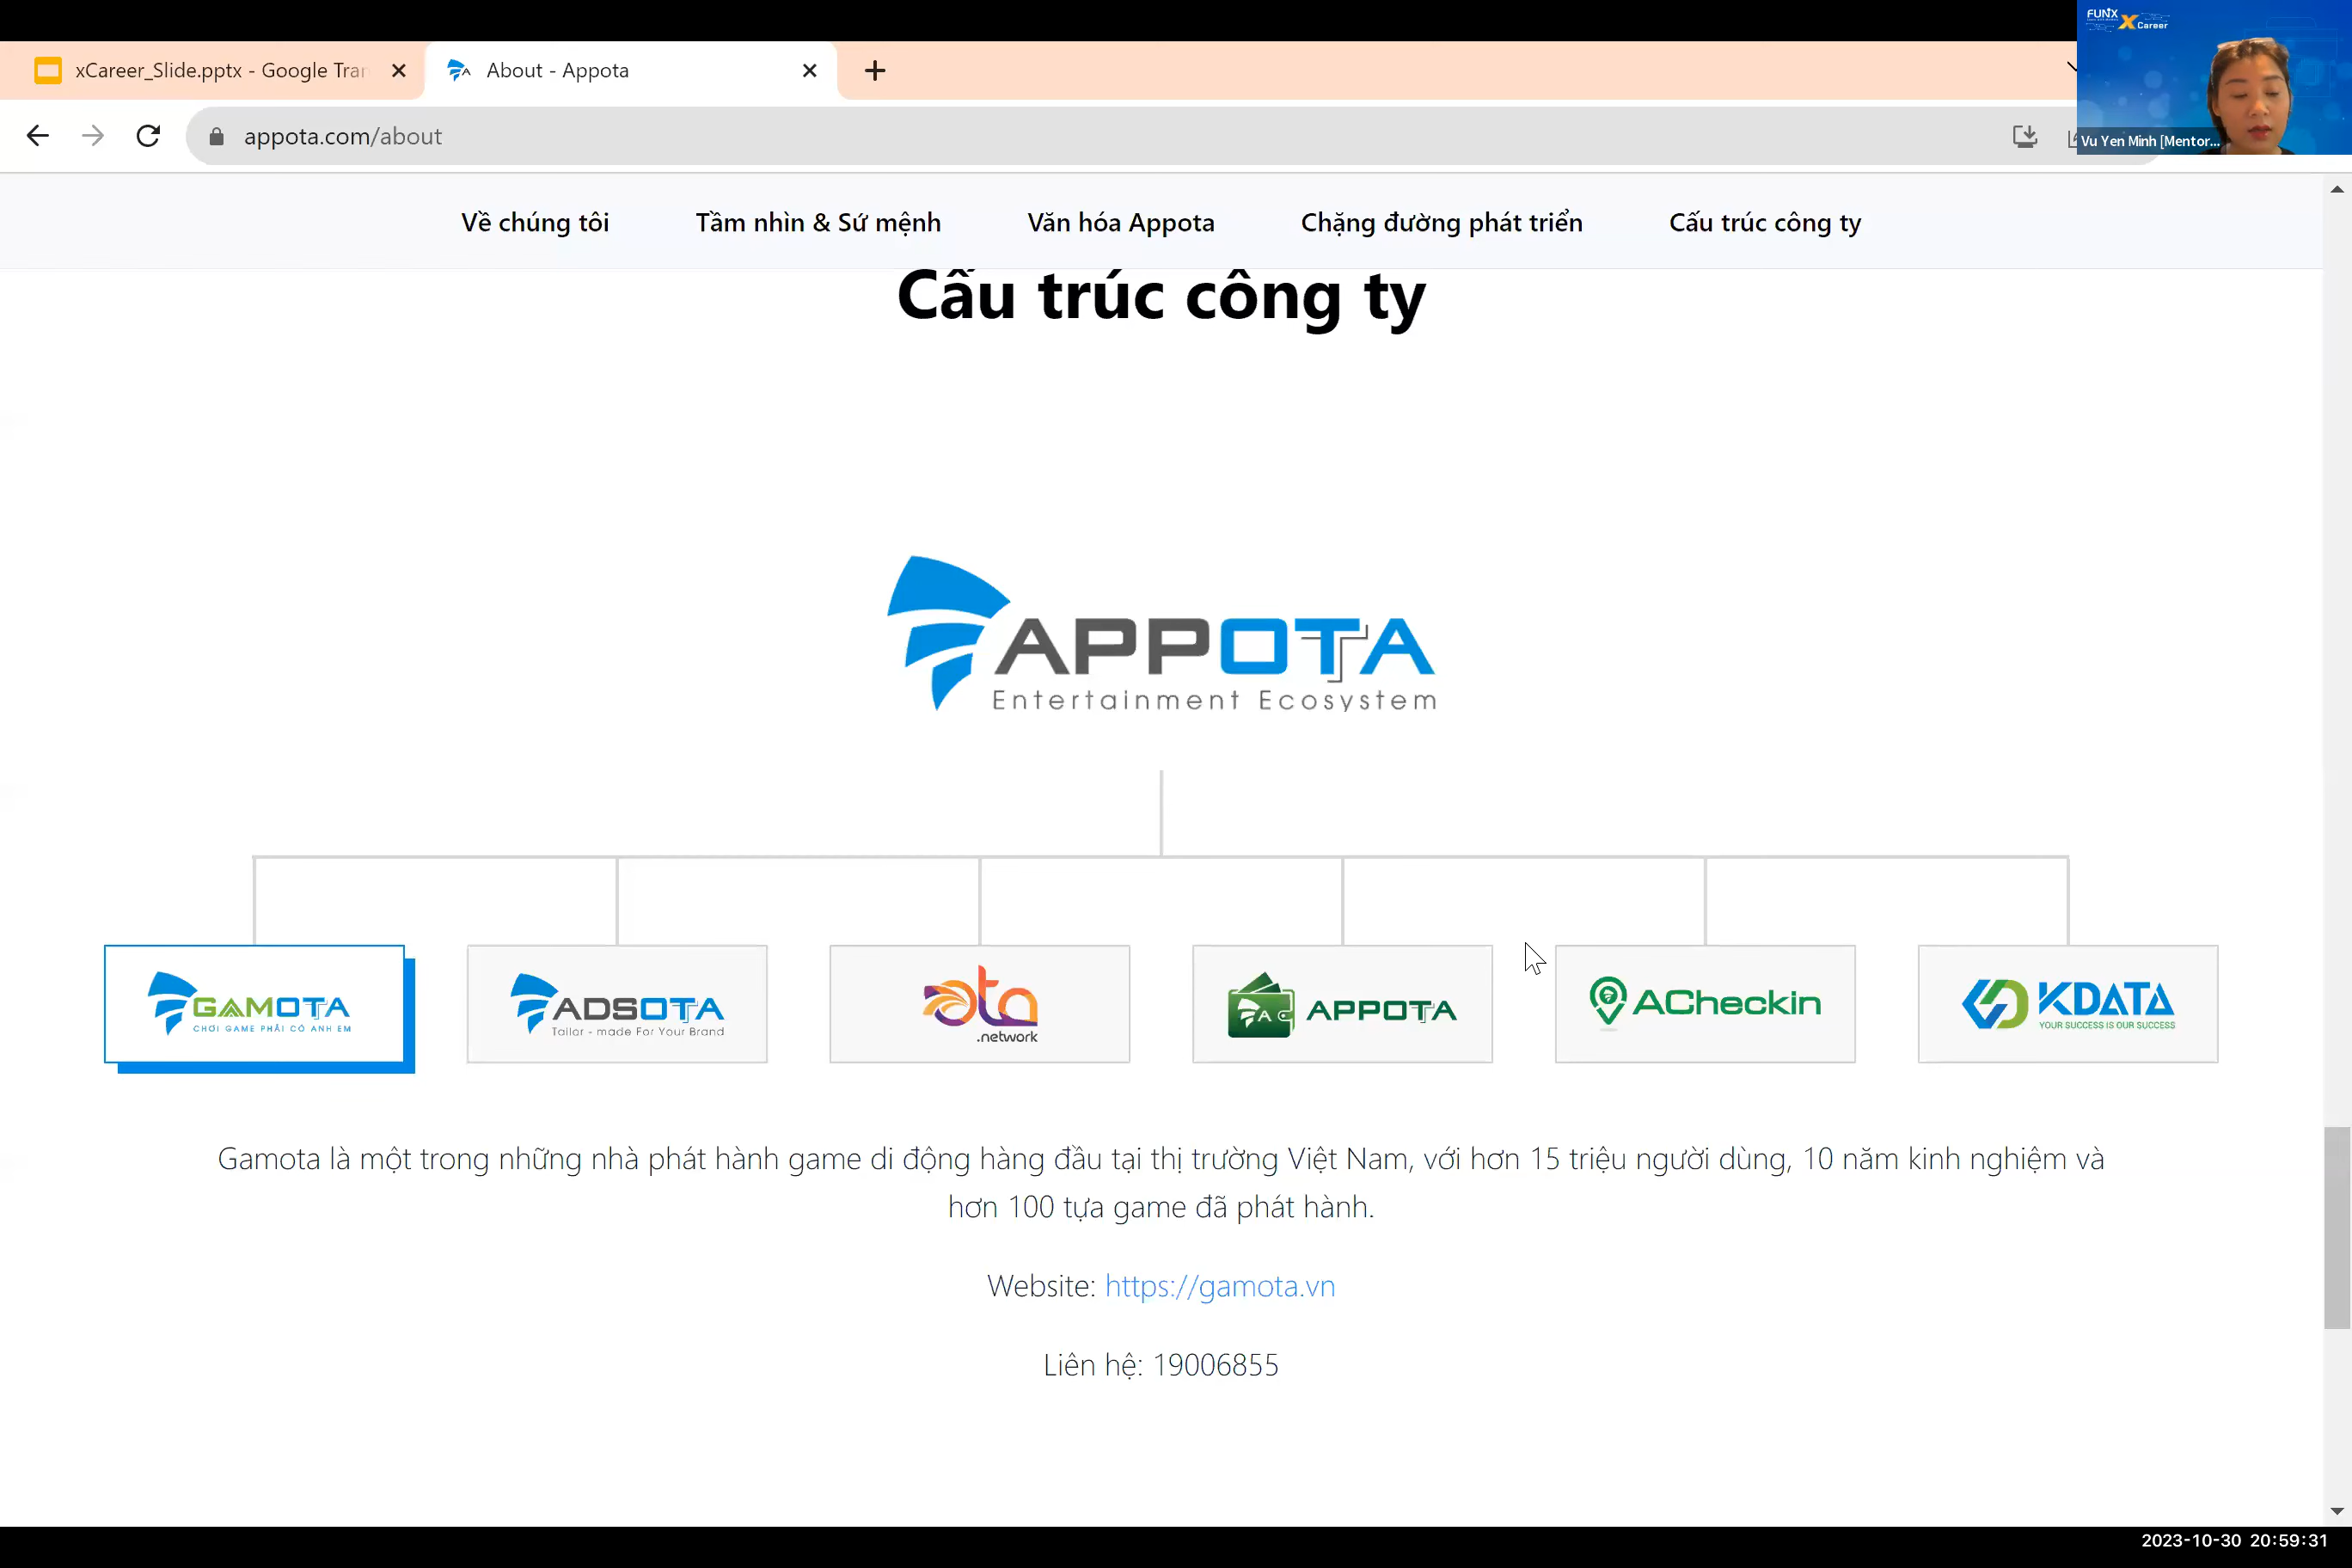 FUNiX
X Career
xCareer_Slide.pptx - Google Tran
About - Appota
appota.com/about
Vu Yen Minh [Mentor...
Về chúng tôi
Tầm nhìn & Sứ mệnh
Văn hóa Appota
Chặng đường phát triển
Cấu trúc công ty
Cấu trúc công ty
APPOTA
Entertainment Ecosystem
GAMOTA
CHƠI GAME PHẢI CÓ ANH EM
ADSOTA
Tailor - made For Your Brand
ota
.network
A
APPOTA
ACheckin
KDATA
YOUR SUCCESS IS OUR SUCCESS
Gamota là một trong những nhà phát hành game di động hàng đầu tại thị trường Việt Nam, với hơn 15 triệu người dùng, 10 năm kinh nghiệm và
hơn 100 tựa game đã phát hành.
Website: https://gamota.vn
Liên hệ: 19006855
2023-10-30 20:59:31